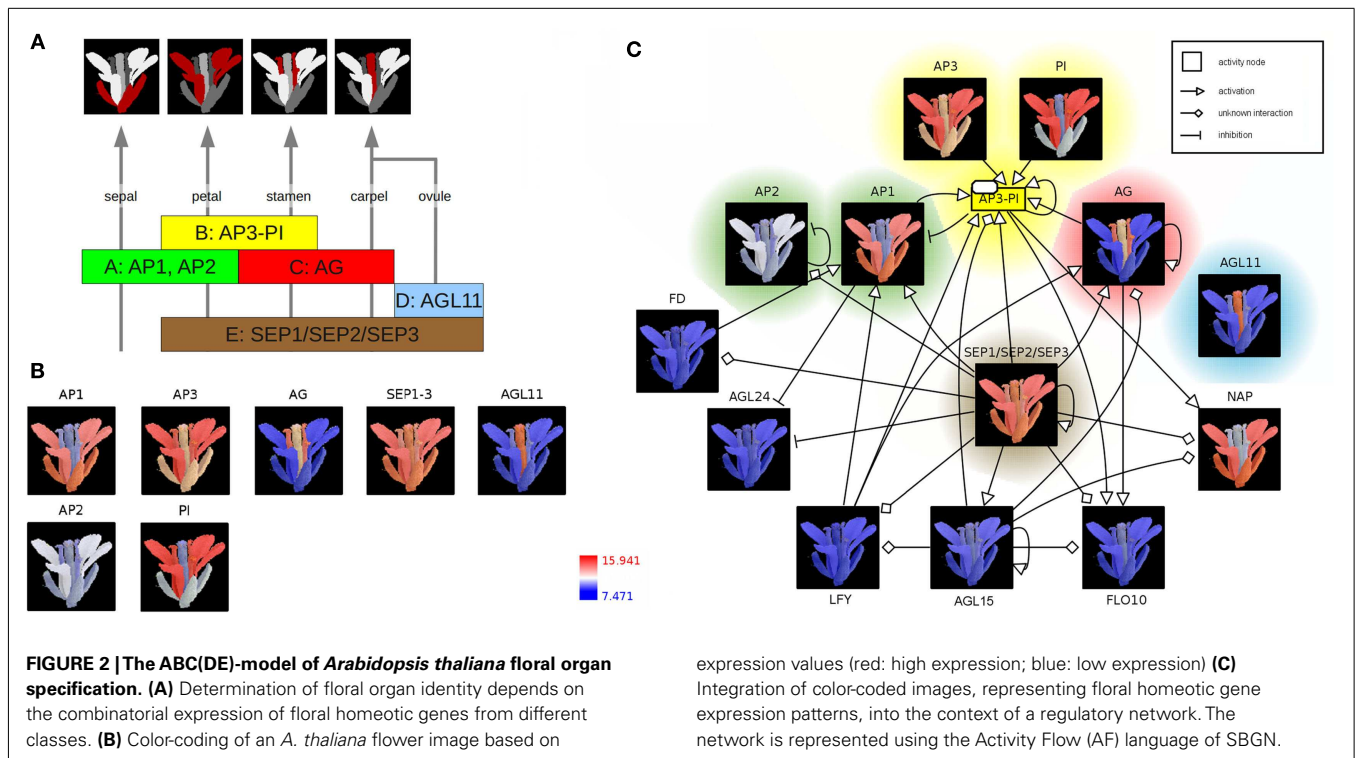 A
sepal petal stamen carpel ovule
B: AP3-PI
A: AP1, AP2 C: AG
D: AGL11
E: SEP1/SEP2/SEP3
B
AP1 AP3 AG SEP1-3 AGL11
AP2 PI
15.941
7.471
C
AP3 PI
AP3-PI
AP2 AP1 AG
AGL11
FD
SEP1/SEP2/SEP3
AGL24 NAP
LFY AGL15 FLO10
activity node
activation
unknown interaction
inhibition
FIGURE 2 | The ABC(DE)-model of Arabidopsis thaliana floral organ
specification. (A) Determination of floral organ identity depends on
the combinatorial expression of floral homeotic genes from different
classes. (B) Color-coding of an A. thaliana flower image based on
expression values (red: high expression; blue: low expression) (C)
Integration of color-coded images, representing floral homeotic gene
expression patterns, into the context of a regulatory network. The
network is represented using the Activity Flow (AF) language of SBGN.